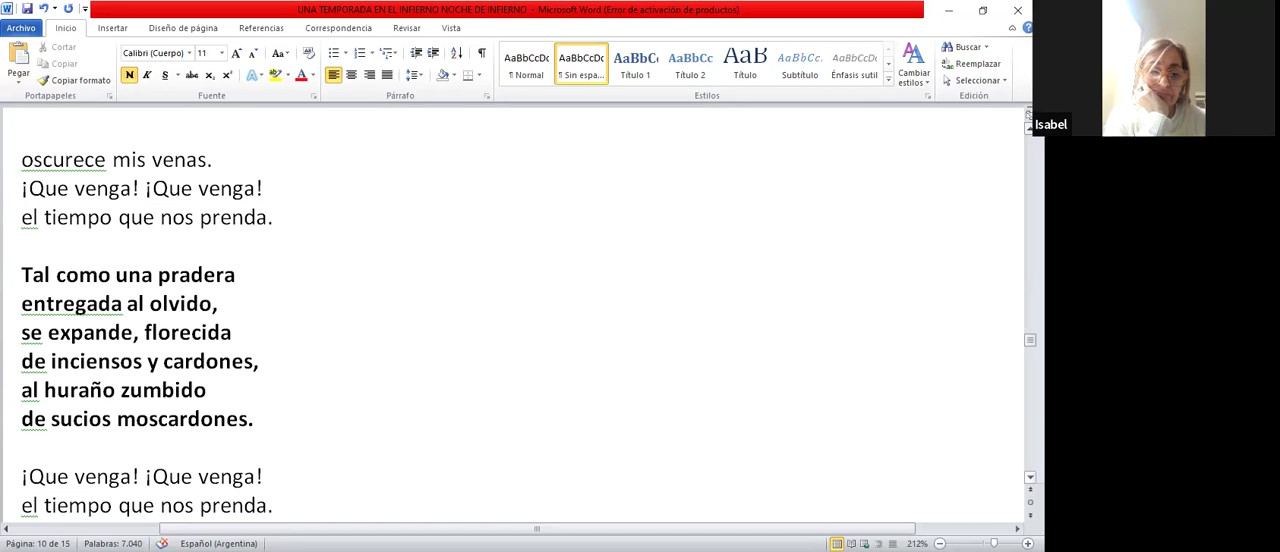 UNA TEMPORADA EN EL INFIERNO NOCHE DE INFIERNO - Microsoft Word (Error de activación de productos)
Archivo Inicio Insertar Diseño de página Referencias Correspondencia Revisar Vista
Pegar
Cortar
Copiar
Copiar formato
Portapapeles
Calibri (Cuerpo) 11
N K S abc x₂ x²
Fuente
Párrafo
AaBbCcDc AaBbCcDc AaBbC AaBbCc AaB AaBbCc. AaBbCcDc
¶ Normal ¶ Sin espa... Título 1 Título 2 Título Subtítulo Énfasis sutil
Estilos
Cambiar estilos
Buscar
Reemplazar
Seleccionar
Edición
oscurece mis venas.
¡Que venga! ¡Que venga!
el tiempo que nos prenda.
Tal como una pradera
entregada al olvido,
se expande, florecida
de inciensos y cardones,
al huraño zumbido
de sucios moscardones.
¡Que venga! ¡Que venga!
el tiempo que nos prenda.
Página: 10 de 15 Palabras: 7.040 Español (Argentina) 212%
Isabel